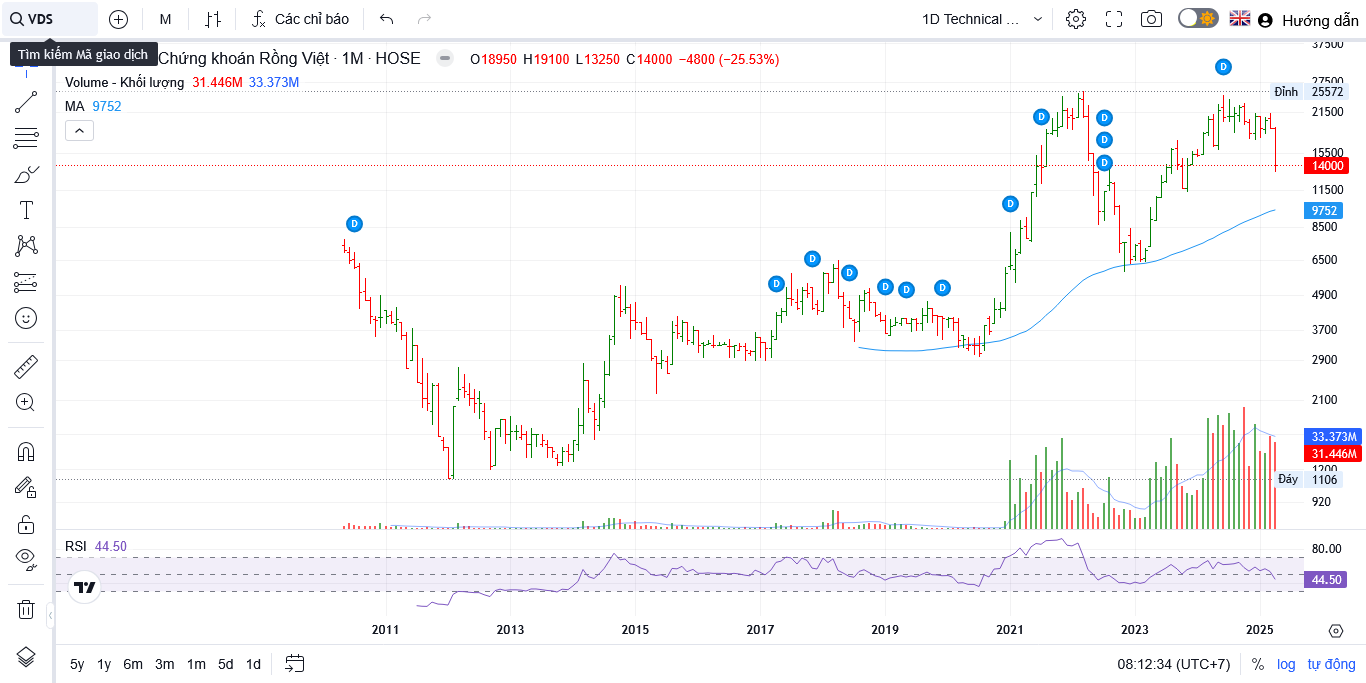 VDS
M
Các chỉ báo
1D Technical ...
Hướng dẫn
Tìm kiếm Mã giao dịch
Chứng khoán Rồng Việt · 1M · HOSE
O18950 H19100 L13250 C14000 −4800 (−25.53%)
Volume - Khối lượng 31.446M 33.373M
MA 9752
37500
27500
Đỉnh 25572
21500
15500
14000
11500
9752
8500
6500
4900
3700
2900
2100
33.373M
31.446M
1200
Đáy 1106
920
D
D
D
D
D
D
D
D
D
D
D
D
D
RSI 44.50
80.00
44.50
2011 2013 2015 2017 2019 2021 2023 2025
5y 1y 6m 3m 1m 5d 1d
08:12:34 (UTC+7) % log tự động